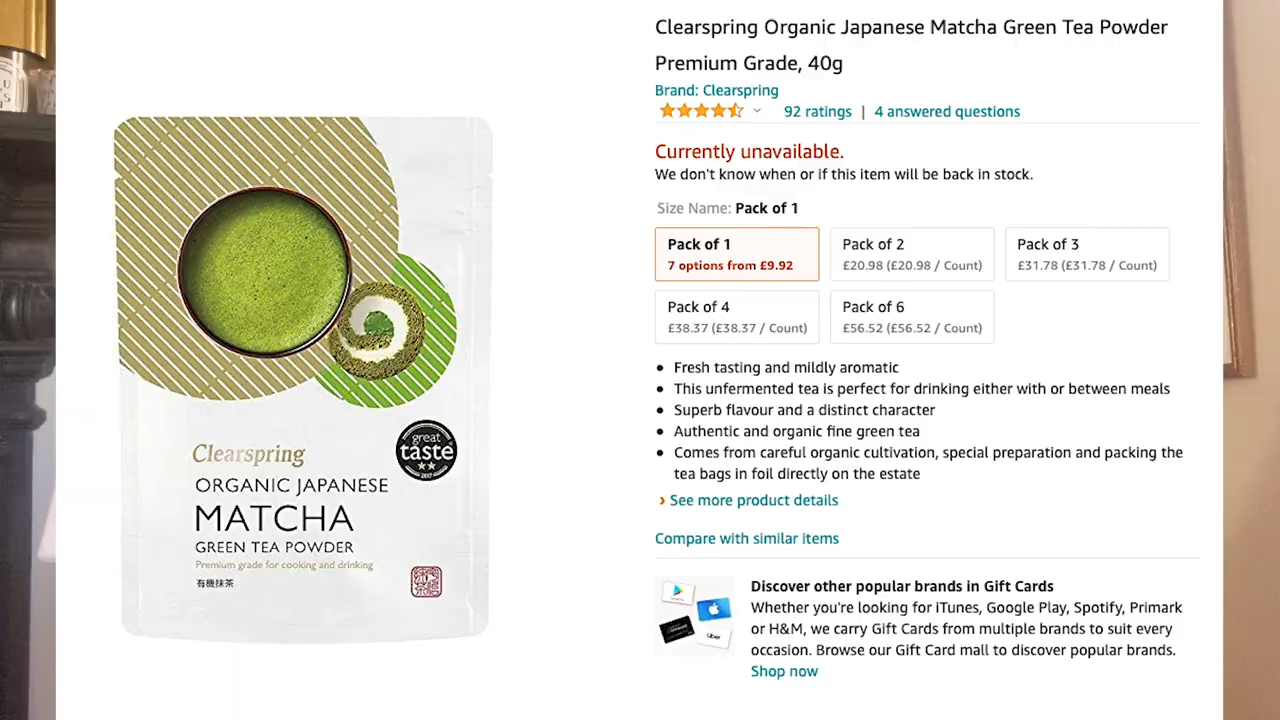 Clearspring Organic Japanese Matcha Green Tea Powder
Premium Grade, 40g
Brand: Clearspring
92 ratings | 4 answered questions
Currently unavailable.
We don't know when or if this item will be back in stock.
Size Name: Pack of 1
Pack of 1
7 options from £9.92
Pack of 2
£20.98 (£20.98 / Count)
Pack of 3
£31.78 (£31.78 / Count)
Pack of 4
£38.37 (£38.37 / Count)
Pack of 6
£56.52 (£56.52 / Count)
• Fresh tasting and mildly aromatic
• This unfermented tea is perfect for drinking either with or between meals
• Superb flavour and a distinct character
• Authentic and organic fine green tea
• Comes from careful organic cultivation, special preparation and packing the
tea bags in foil directly on the estate
› See more product details
Compare with similar items
Discover other popular brands in Gift Cards
Whether you're looking for iTunes, Google Play, Spotify, Primark
or H&M, we carry Gift Cards from multiple brands to suit every
occasion. Browse our Gift Card mall to discover popular brands.
Shop now
Uber
great
taste
2017
Clearspring
ORGANIC JAPANESE
MATCHA
GREEN TEA POWDER
Premium grade for cooking and drinking
有機抹茶